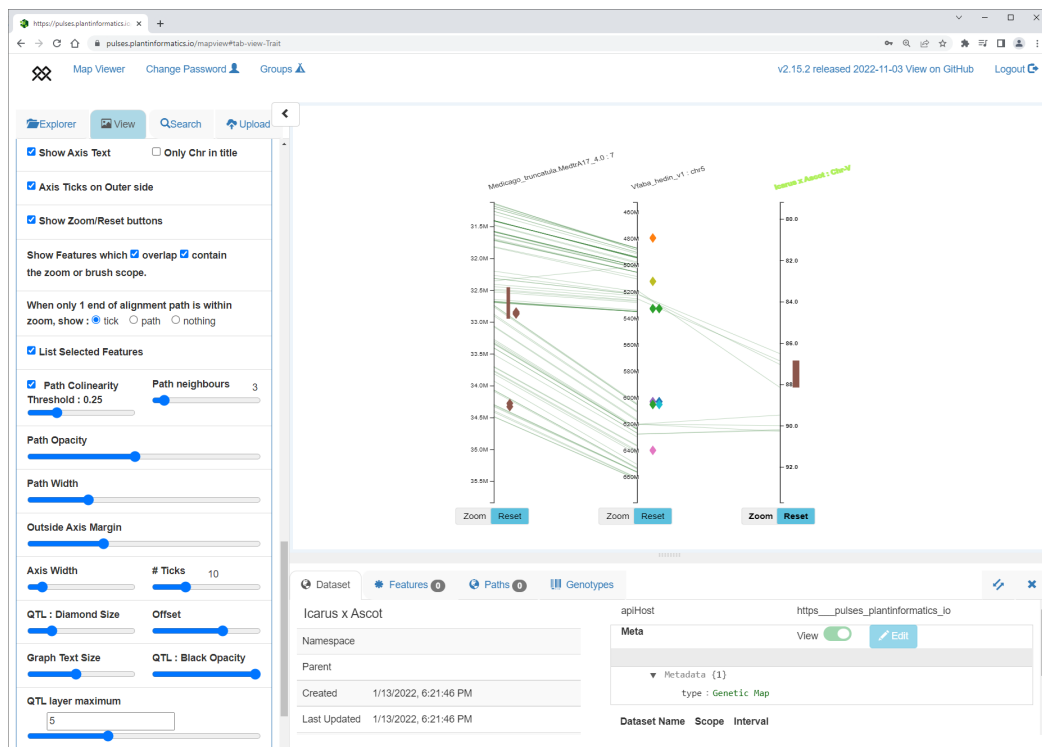 https://pulses.plantinformatics.io
pulses.plantinformatics.io/mapview#tab-view-Trait
Map Viewer
Change Password
Groups
v2.15.2 released 2022-11-03 View on GitHub
Logout
Explorer
View
Search
Upload
Show Axis Text
Only Chr in title
Axis Ticks on Outer side
Show Zoom/Reset buttons
Show Features which overlap contain
the zoom or brush scope.
When only 1 end of alignment path is within
zoom, show : tick path nothing
List Selected Features
Path Colinearity
Threshold : 0.25
Path neighbours 3
Path Opacity
Path Width
Outside Axis Margin
Axis Width
# Ticks 10
QTL : Diamond Size
Offset
Graph Text Size
QTL : Black Opacity
QTL layer maximum
5
Medicago_truncatula.MedtrA17_4.0 : 7
31.5M
32.0M
32.5M
33.0M
33.5M
34.0M
34.5M
35.0M
35.5M
Zoom Reset
Vfaba_hedin_v1 : chr5
460M
480M
500M
520M
540M
560M
580M
600M
620M
640M
660M
Zoom Reset
Icarus x Ascot : Chr-V
80.0
82.0
84.0
86.0
88.0
90.0
92.0
Zoom Reset
Dataset
Features 0
Paths 0
Genotypes
Icarus x Ascot
Namespace
Parent
Created 1/13/2022, 6:21:46 PM
Last Updated 1/13/2022, 6:21:46 PM
apiHost https___pulses_plantinformatics_io
Meta
View
Edit
Metadata {1}
type : Genetic Map
Dataset Name Scope Interval